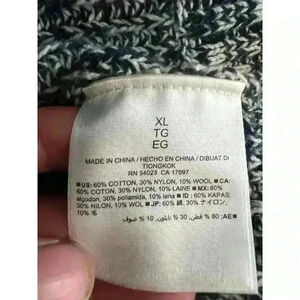 XL
TG
EG
MADE IN CHINA / HECHO EN CHINA / DIBUAT DI
TIONGKOK
RN 54023 CA 17897
■ US: 60% COTTON, 30% NYLON, 10% WOOL ■ CA:
60% COTON, 30% NYLON, 10% LAINE ■ MX: 60%
algodon, 30% poliamida, 10% lana ■ ID: 60% KAPAS,
30% NILON, 10% WOL ■ JP: 60% 綿, 30% ナイロン,
10% 毛
■ AE: 60 % قطن, 30 % نايلون, 10 % صوف